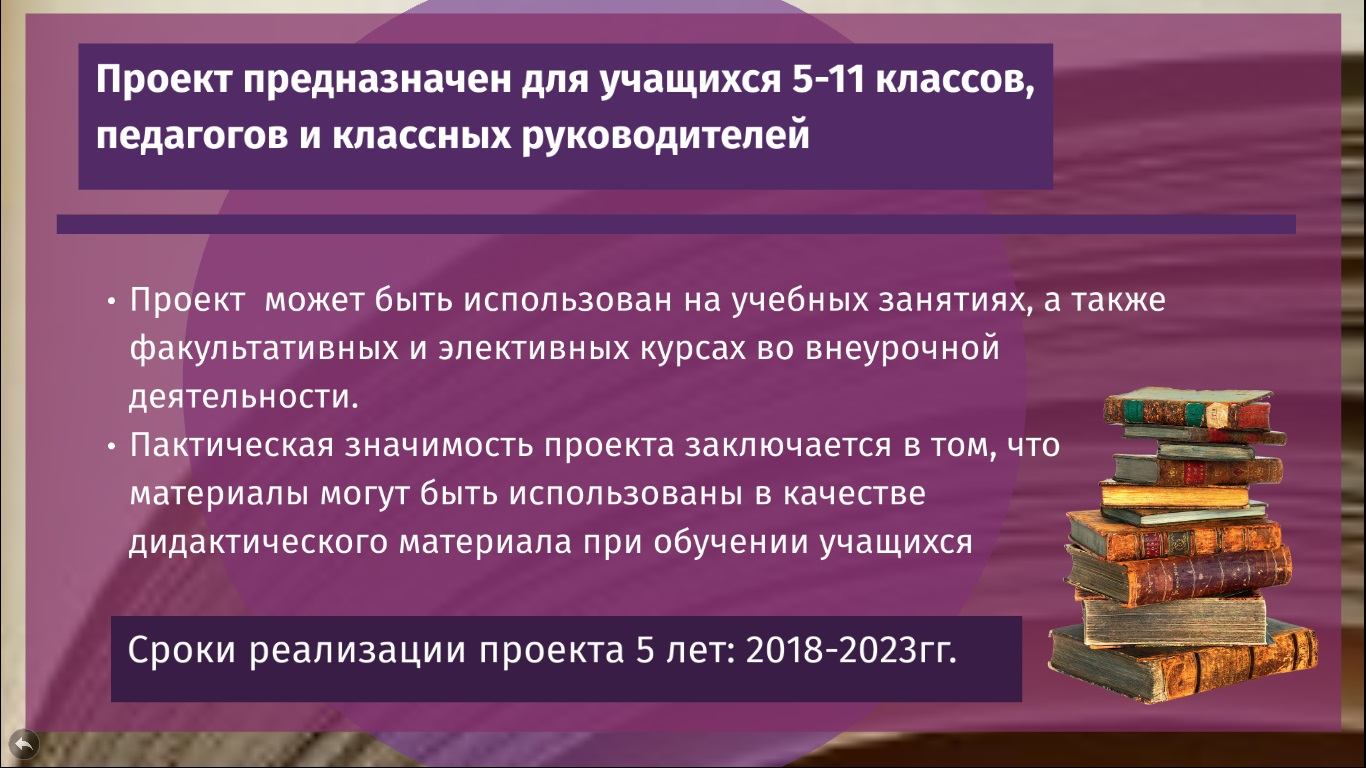 Проект предназначен для учащихся 5-11 классов,
педагогов и классных руководителей
• Проект  может быть использован на учебных занятиях, а также
факультативных и элективных курсах во внеурочной
деятельности.
• Пактическая значимость проекта заключается в том, что
материалы могут быть использованы в качестве
дидактического материала при обучении учащихся
Сроки реализации проекта 5 лет: 2018-2023гг.